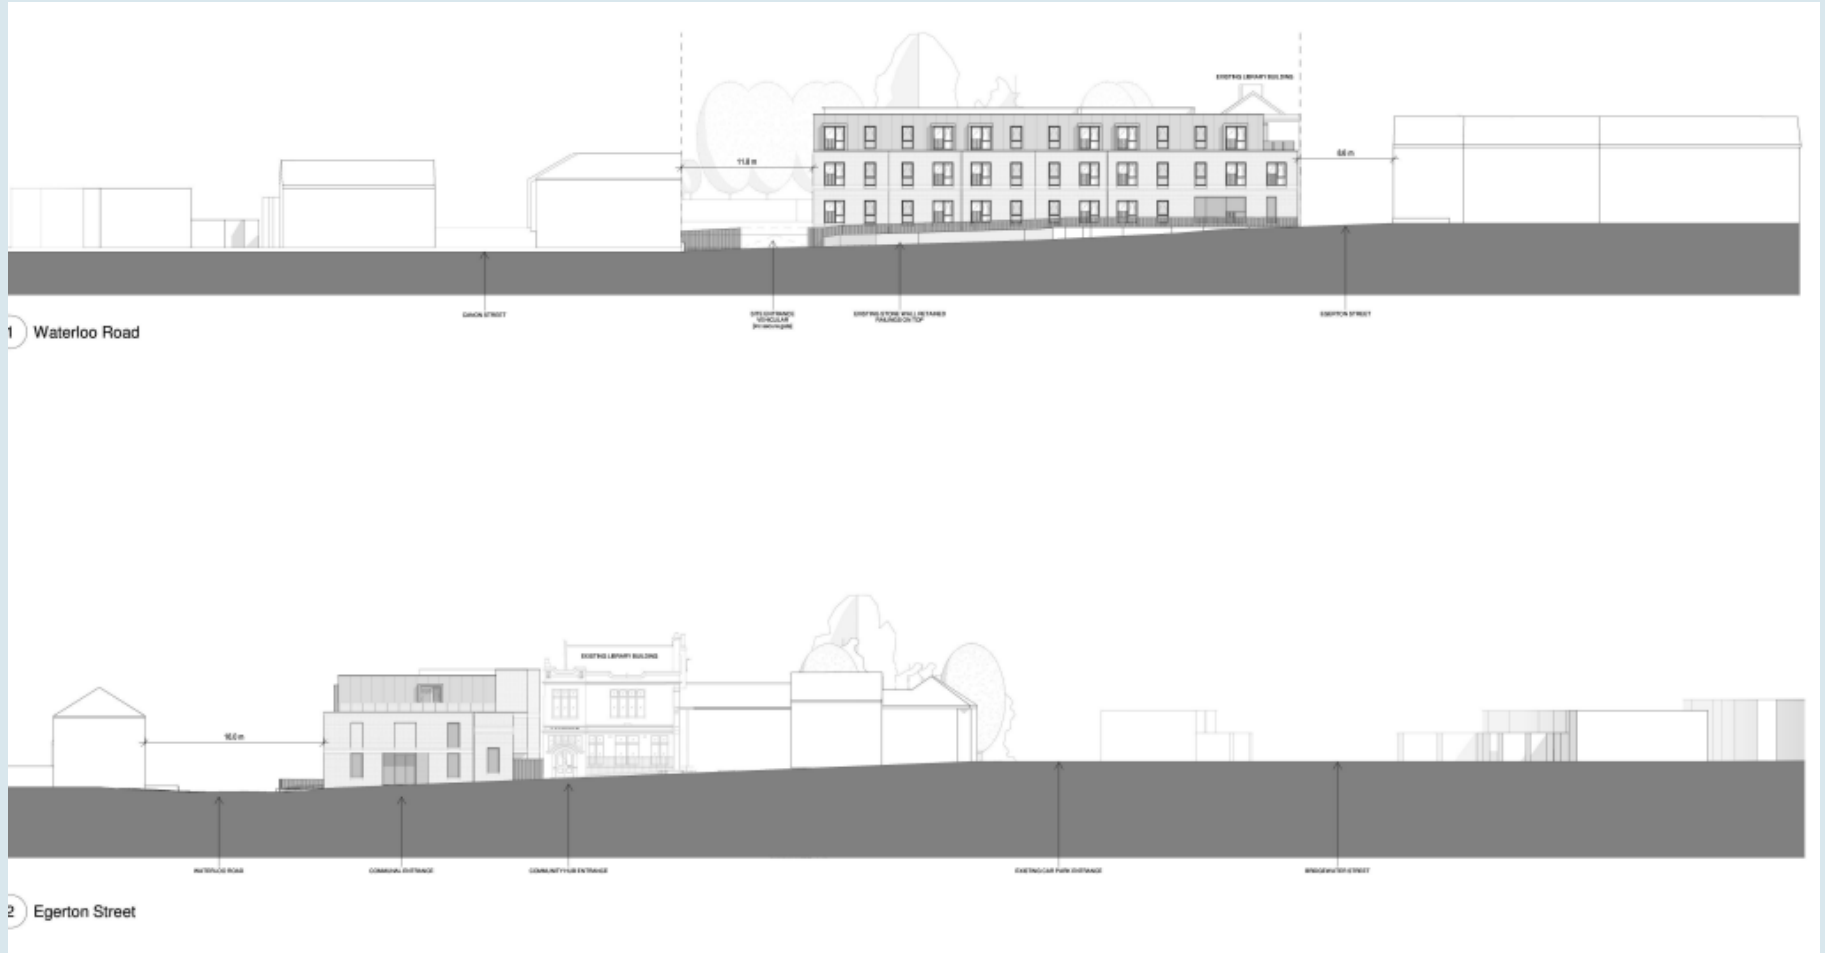 EXISTING LIBRARY BUILDING
11.8 m
6.6 m
CANON STREET
SITE ENTRANCE
VEHICULAR
EXISTING STONE WALL RETAINED
RAILINGS ON TOP
EGERTON STREET
1 Waterloo Road
EXISTING LIBRARY BUILDING
16.0 m
WATERLOO ROAD
COMMUNAL ENTRANCE
COMMUNITY HUB ENTRANCE
EXISTING CAR PARK ENTRANCE
BRIDGEWATER STREET
2 Egerton Street